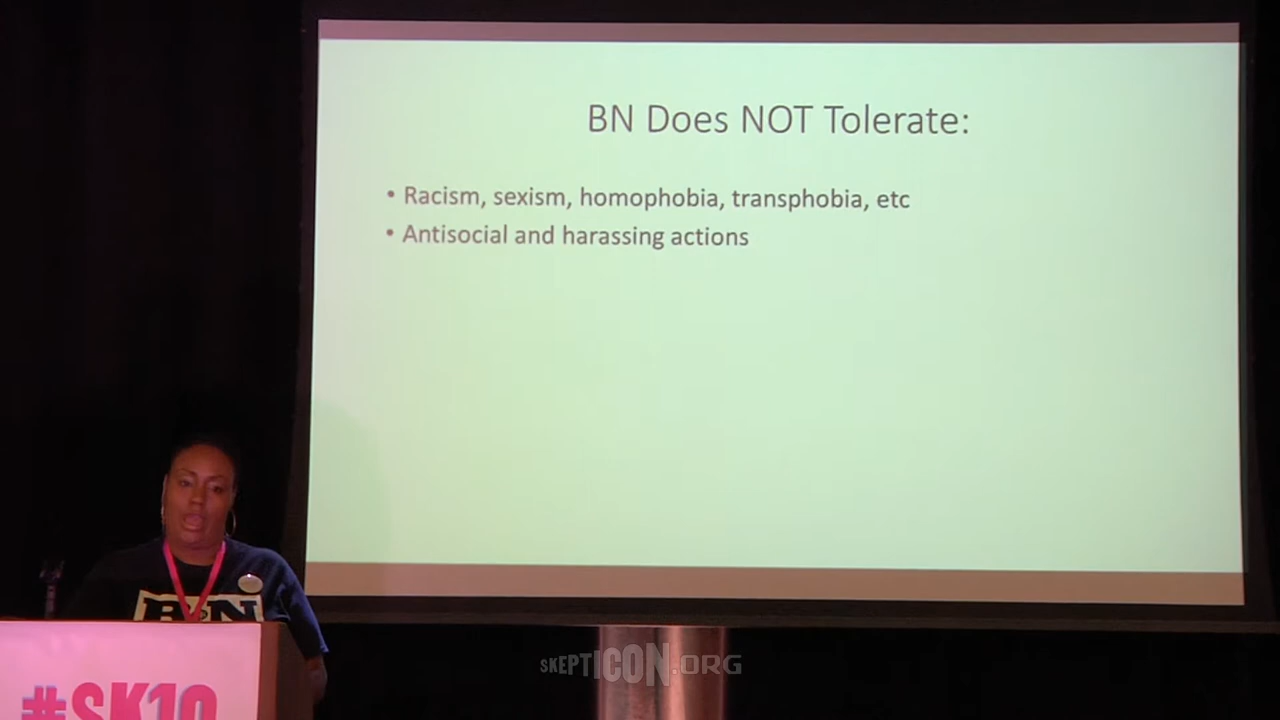 BN Does NOT Tolerate:
• Racism, sexism, homophobia, transphobia, etc
• Antisocial and harassing actions
BN
SKEPTICON.ORG
#SK10